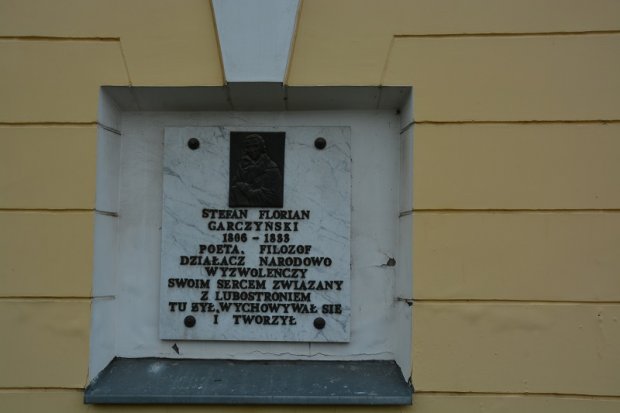 STEFAN FLORIAN
GARCZYŃSKI
1806 - 1833
POETA, FILOZOF
DZIAŁACZ NARODOWO
WYZWOLEŃCZY
SWOIM SERCEM ZWIĄZANY
Z LUBOSTRONIEM
TU BYŁ, WYCHOWYWAŁ SIĘ
I TWORZYŁ